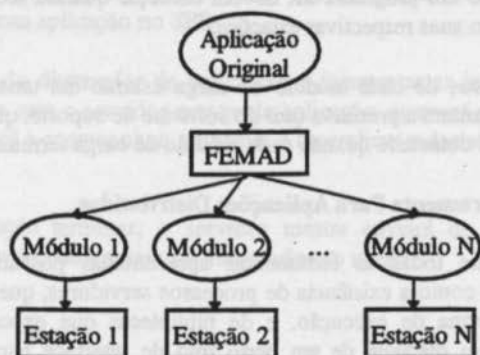 Aplicação
Original
FEMAD
Módulo 1 Módulo 2 ... Módulo N
Estação 1 Estação 2 Estação N